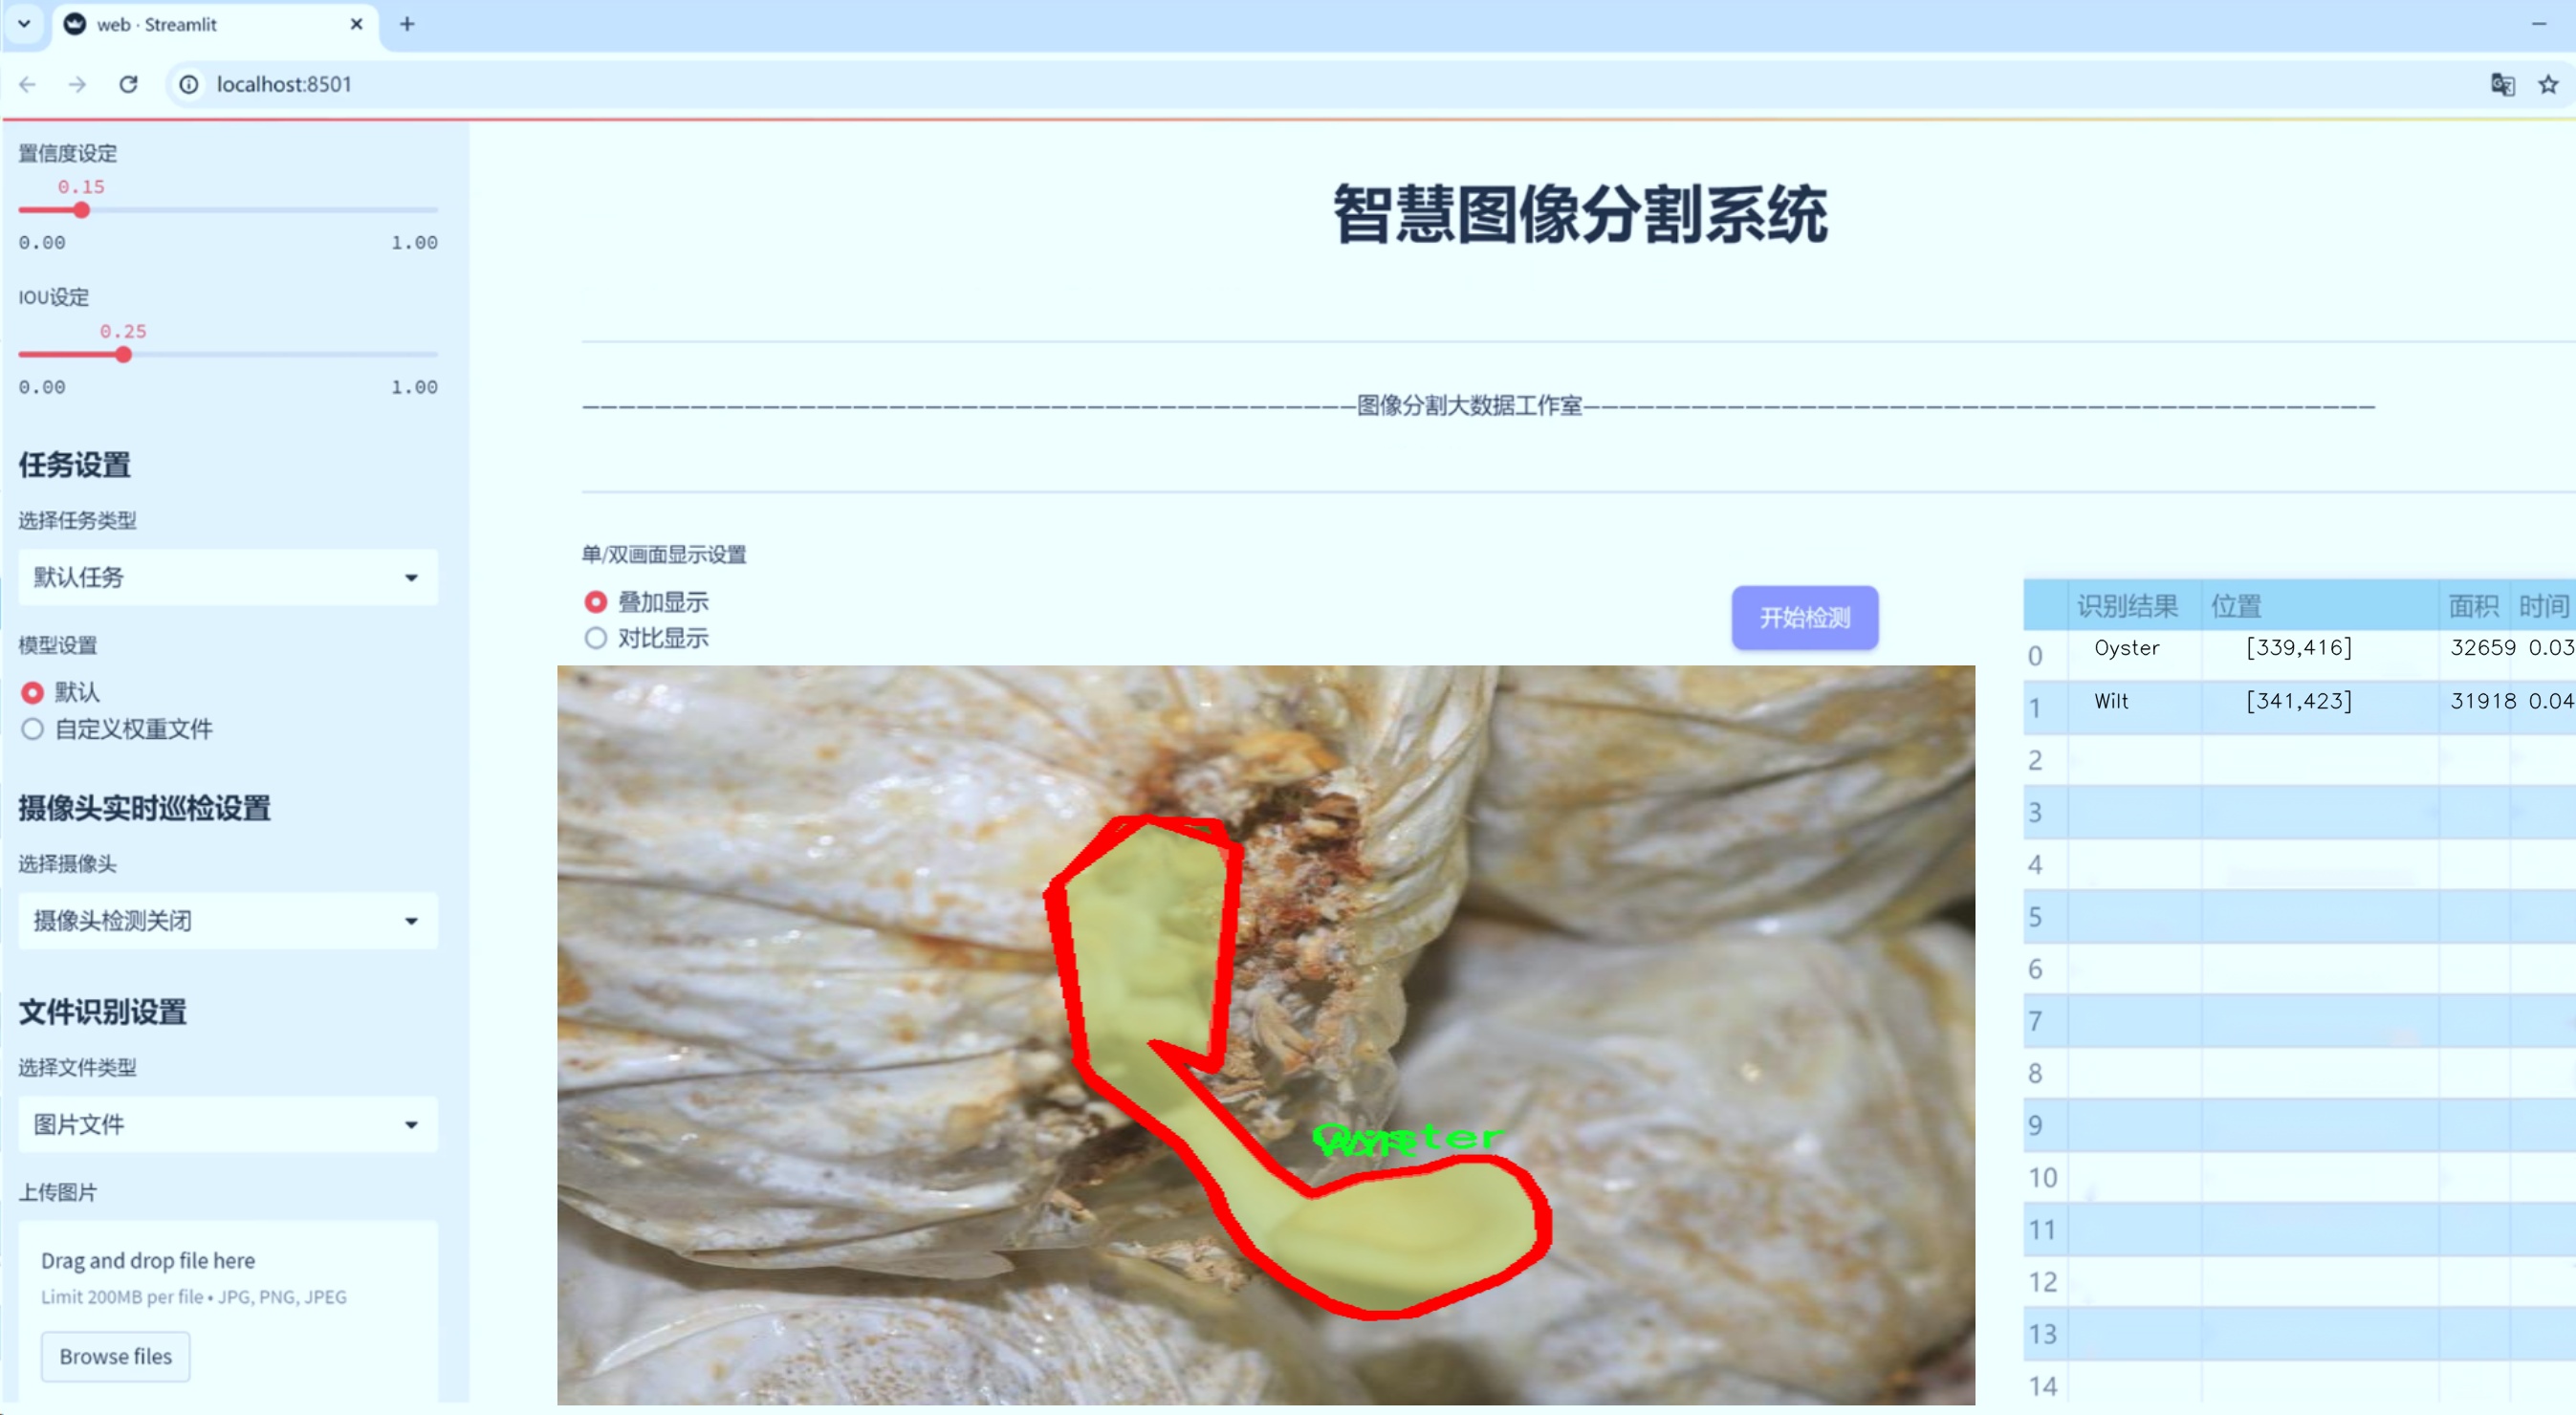 web · Streamlit
localhost:8501
置信度设定
0.15
0.00 1.00
IOU设定
0.25
0.00 1.00
任务设置
选择任务类型
默认任务
模型设置
默认
自定义权重文件
摄像头实时巡检设置
选择摄像头
摄像头检测关闭
文件识别设置
选择文件类型
图片文件
上传图片
Drag and drop file here
Limit 200MB per file • JPG, PNG, JPEG
Browse files
智慧图像分割系统
图像分割大数据工作室
单/双画面显示设置
叠加显示
对比显示
开始检测
识别结果 位置 面积 时间
0 Oyster [339,416] 32659 0.03
1 Wilt [341,423] 31918 0.04
2
3
4
5
6
7
8
9
10
11
12
13
14